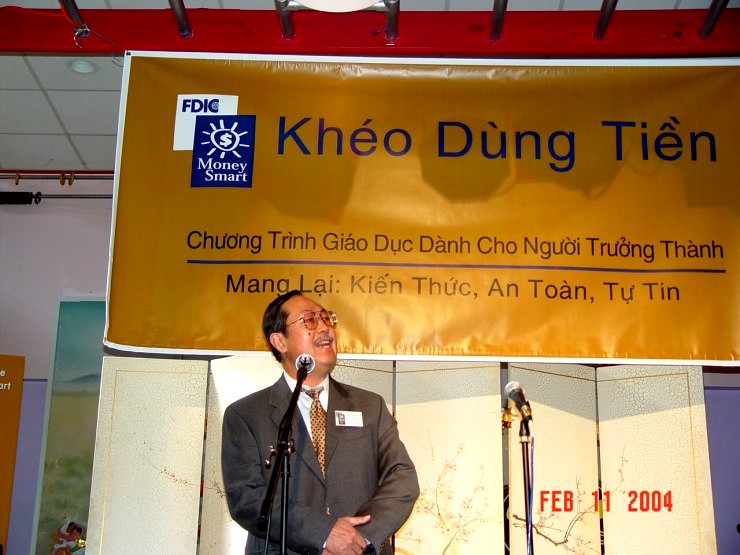 FDIC
Money
Smart
Khéo Dùng Tiền
Chương Trình Giáo Dục Dành Cho Người Trưởng Thành
Mang Lại: Kiến Thức, An Toàn, Tự Tin
FEB 11 2004